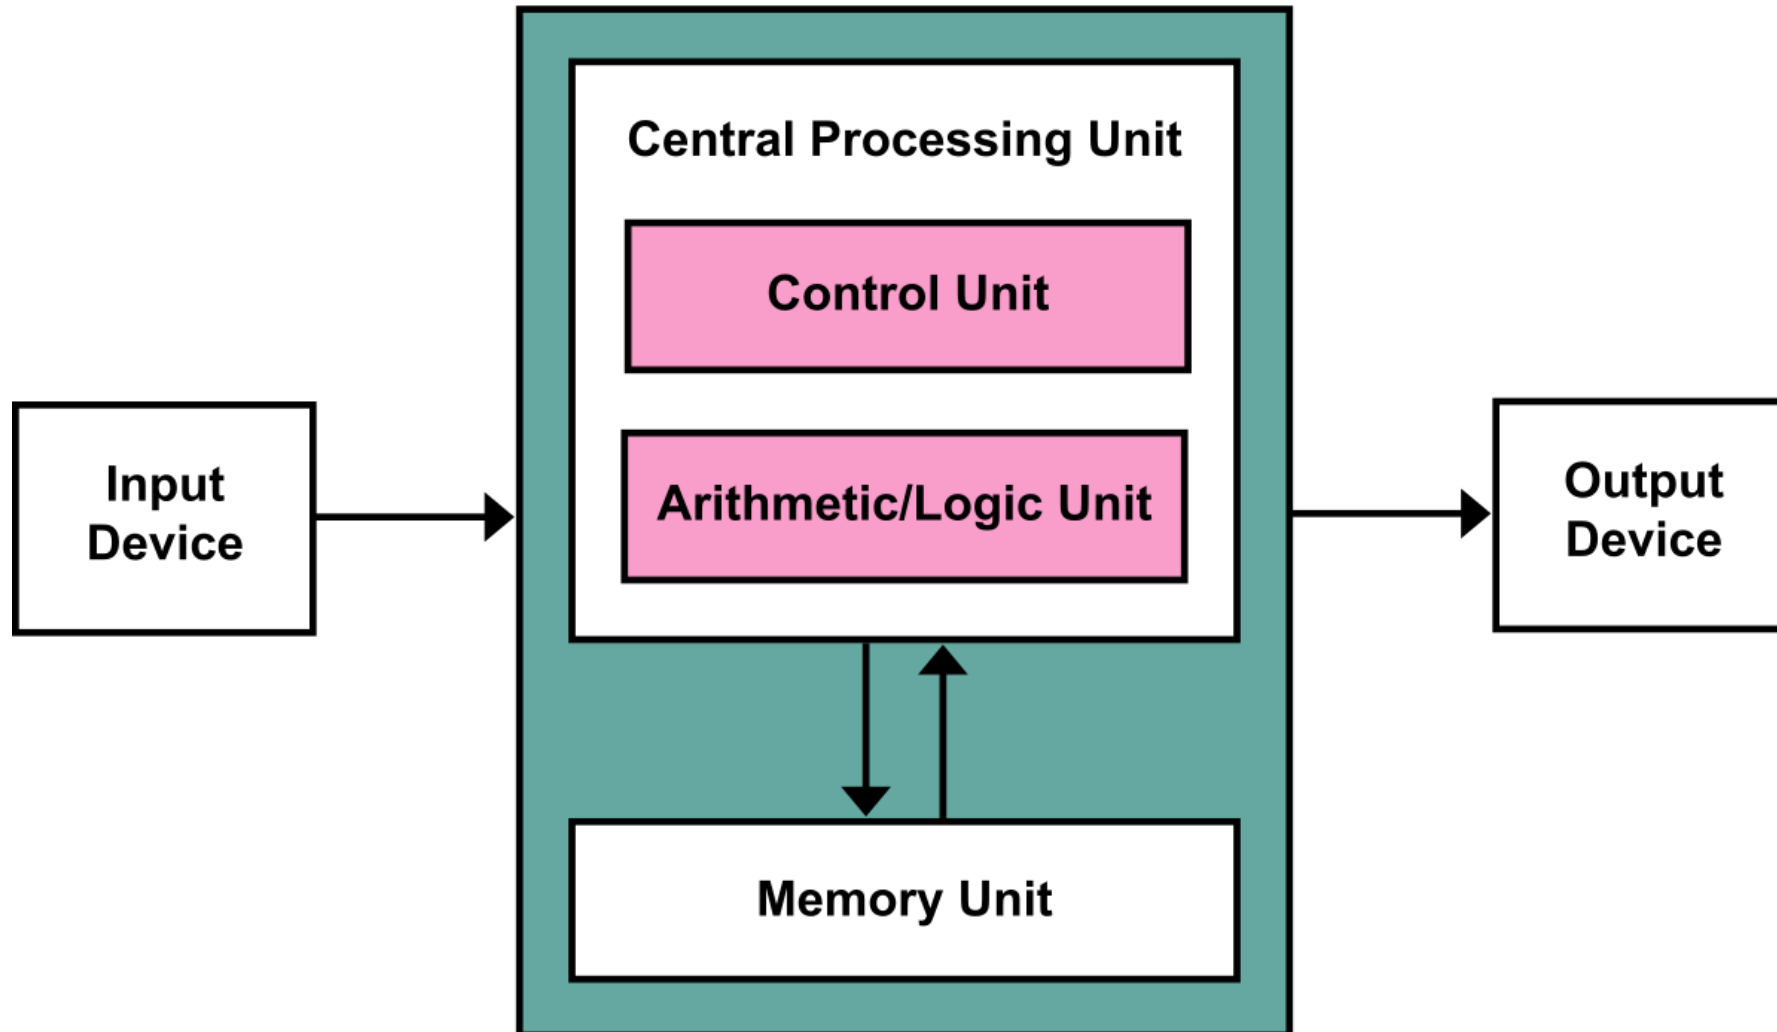 Central Processing Unit
Control Unit
Arithmetic/Logic Unit
Input
Device
Output
Device
Memory Unit